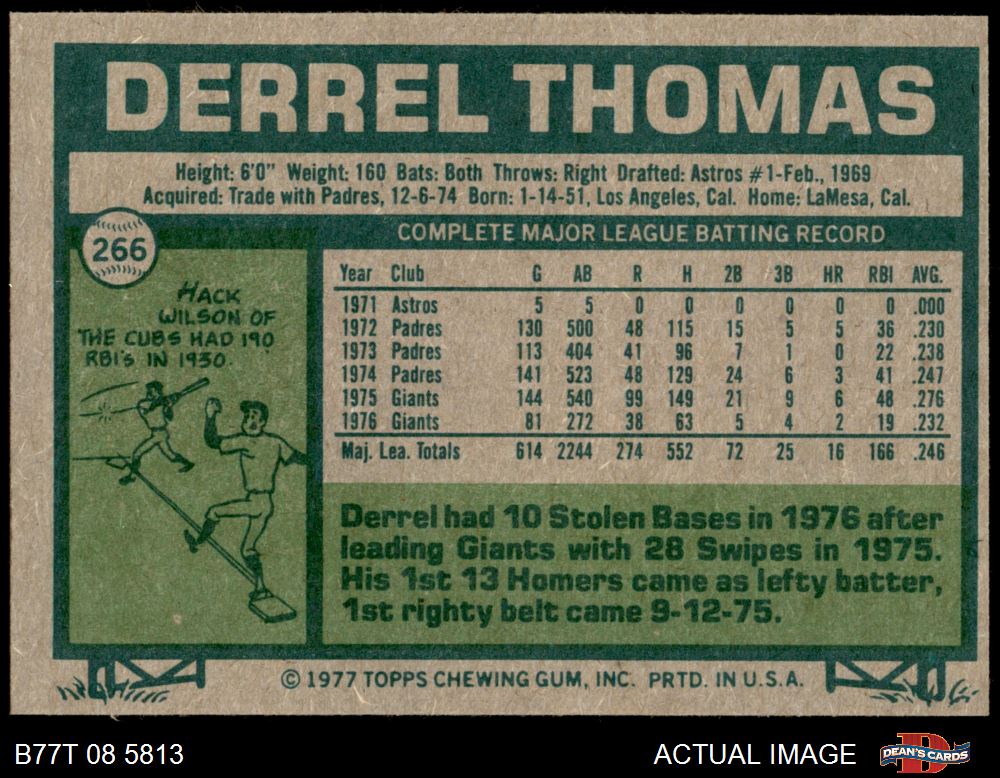 DERREL THOMAS
Height: 6'0" Weight: 160 Bats: Both Throws: Right Drafted: Astros #1-Feb., 1969
Acquired: Trade with Padres, 12-6-74 Born: 1-14-51, Los Angeles, Cal. Home: LaMesa, Cal.
266
HACK
WILSON OF
THE CUBS HAD 190
RBI'S IN 1930.
COMPLETE MAJOR LEAGUE BATTING RECORD
Year Club G AB R H 2B 3B HR RBI AVG.
1971 Astros 5 5 0 0 0 0 0 0 .000
1972 Padres 130 500 48 115 15 5 5 36 .230
1973 Padres 113 404 41 96 7 1 0 22 .238
1974 Padres 141 523 48 129 24 6 3 41 .247
1975 Giants 144 540 99 149 21 9 6 48 .276
1976 Giants 81 272 38 63 5 4 2 19 .232
Maj. Lea. Totals 614 2244 274 552 72 25 16 166 .246
Derrel had 10 Stolen Bases in 1976 after
leading Giants with 28 Swipes in 1975.
His 1st 13 Homers came as lefty batter,
1st righty belt came 9-12-75.
© 1977 TOPPS CHEWING GUM, INC. PRTD. IN U.S.A.
B77T 08 5813
ACTUAL IMAGE
DEAN'S CARDS